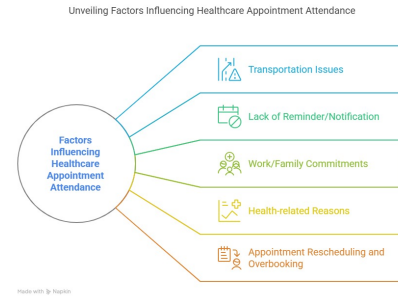 Unveiling Factors Influencing Healthcare Appointment Attendance
Transportation Issues
Lack of Reminder/Notification
Factors
Influencing
Healthcare
Appointment
Attendance
Work/Family Commitments
Health-related Reasons
Appointment Rescheduling and
Overbooking
Made with Napkin